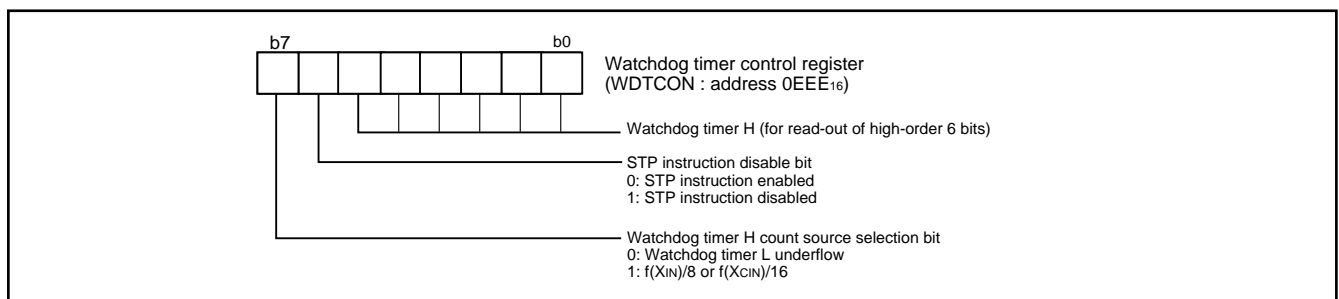 b7 b0
Watchdog timer control register
(WDTCON : address 0EEE16)
Watchdog timer H (for read-out of high-order 6 bits)
STP instruction disable bit
0: STP instruction enabled
1: STP instruction disabled
Watchdog timer H count source selection bit
0: Watchdog timer L underflow
1: f(XIN)/8 or f(XCIN)/16